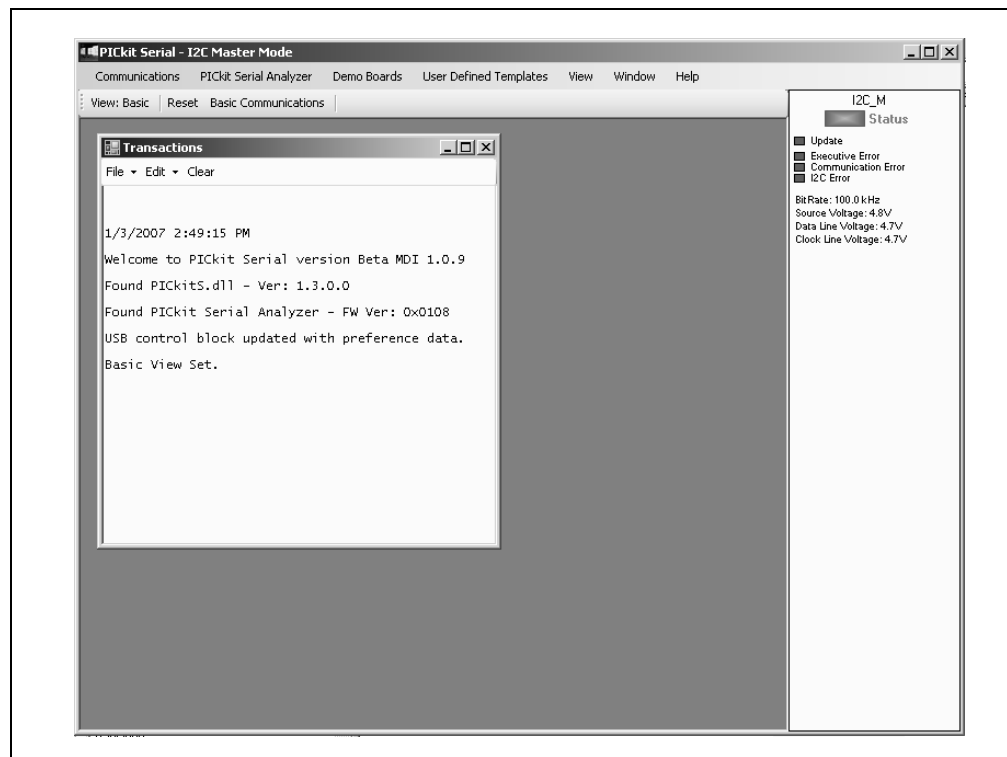 PICkit Serial - I2C Master Mode
Communications PICkit Serial Analyzer Demo Boards User Defined Templates View Window Help
View: Basic Reset Basic Communications
Transactions
File Edit Clear
1/3/2007 2:49:15 PM
Welcome to PICkit Serial version Beta MDI 1.0.9
Found PICkitS.dll - Ver: 1.3.0.0
Found PICkit Serial Analyzer - FW Ver: 0x0108
USB control block updated with preference data.
Basic View Set.
I2C_M
Status
Update
Executive Error
Communication Error
I2C Error
BitRate: 100.0 kHz
Source Voltage: 4.8V
Data Line Voltage: 4.7V
Clock Line Voltage: 4.7V